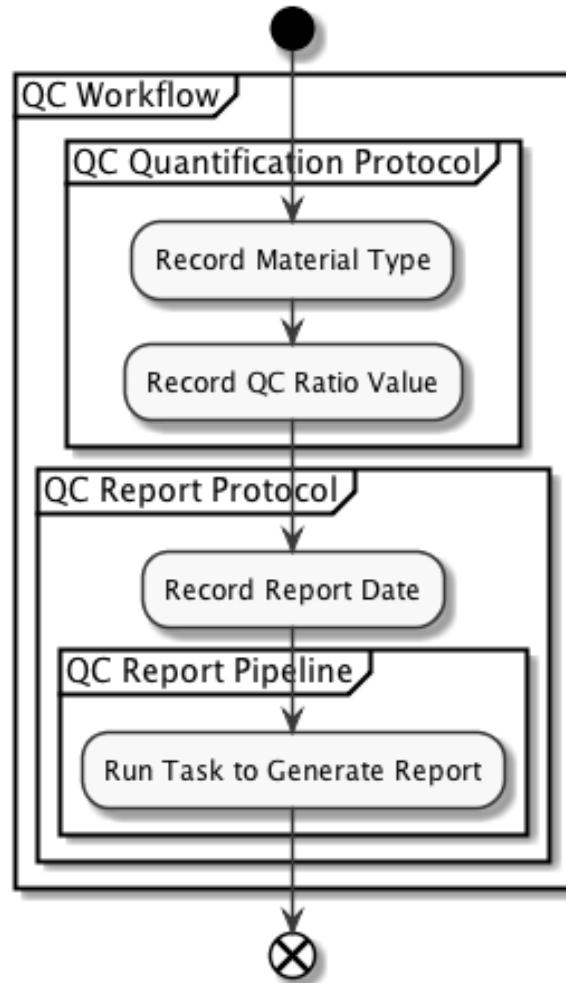 QC Workflow
QC Quantification Protocol
Record Material Type
Record QC Ratio Value
QC Report Protocol
Record Report Date
QC Report Pipeline
Run Task to Generate Report